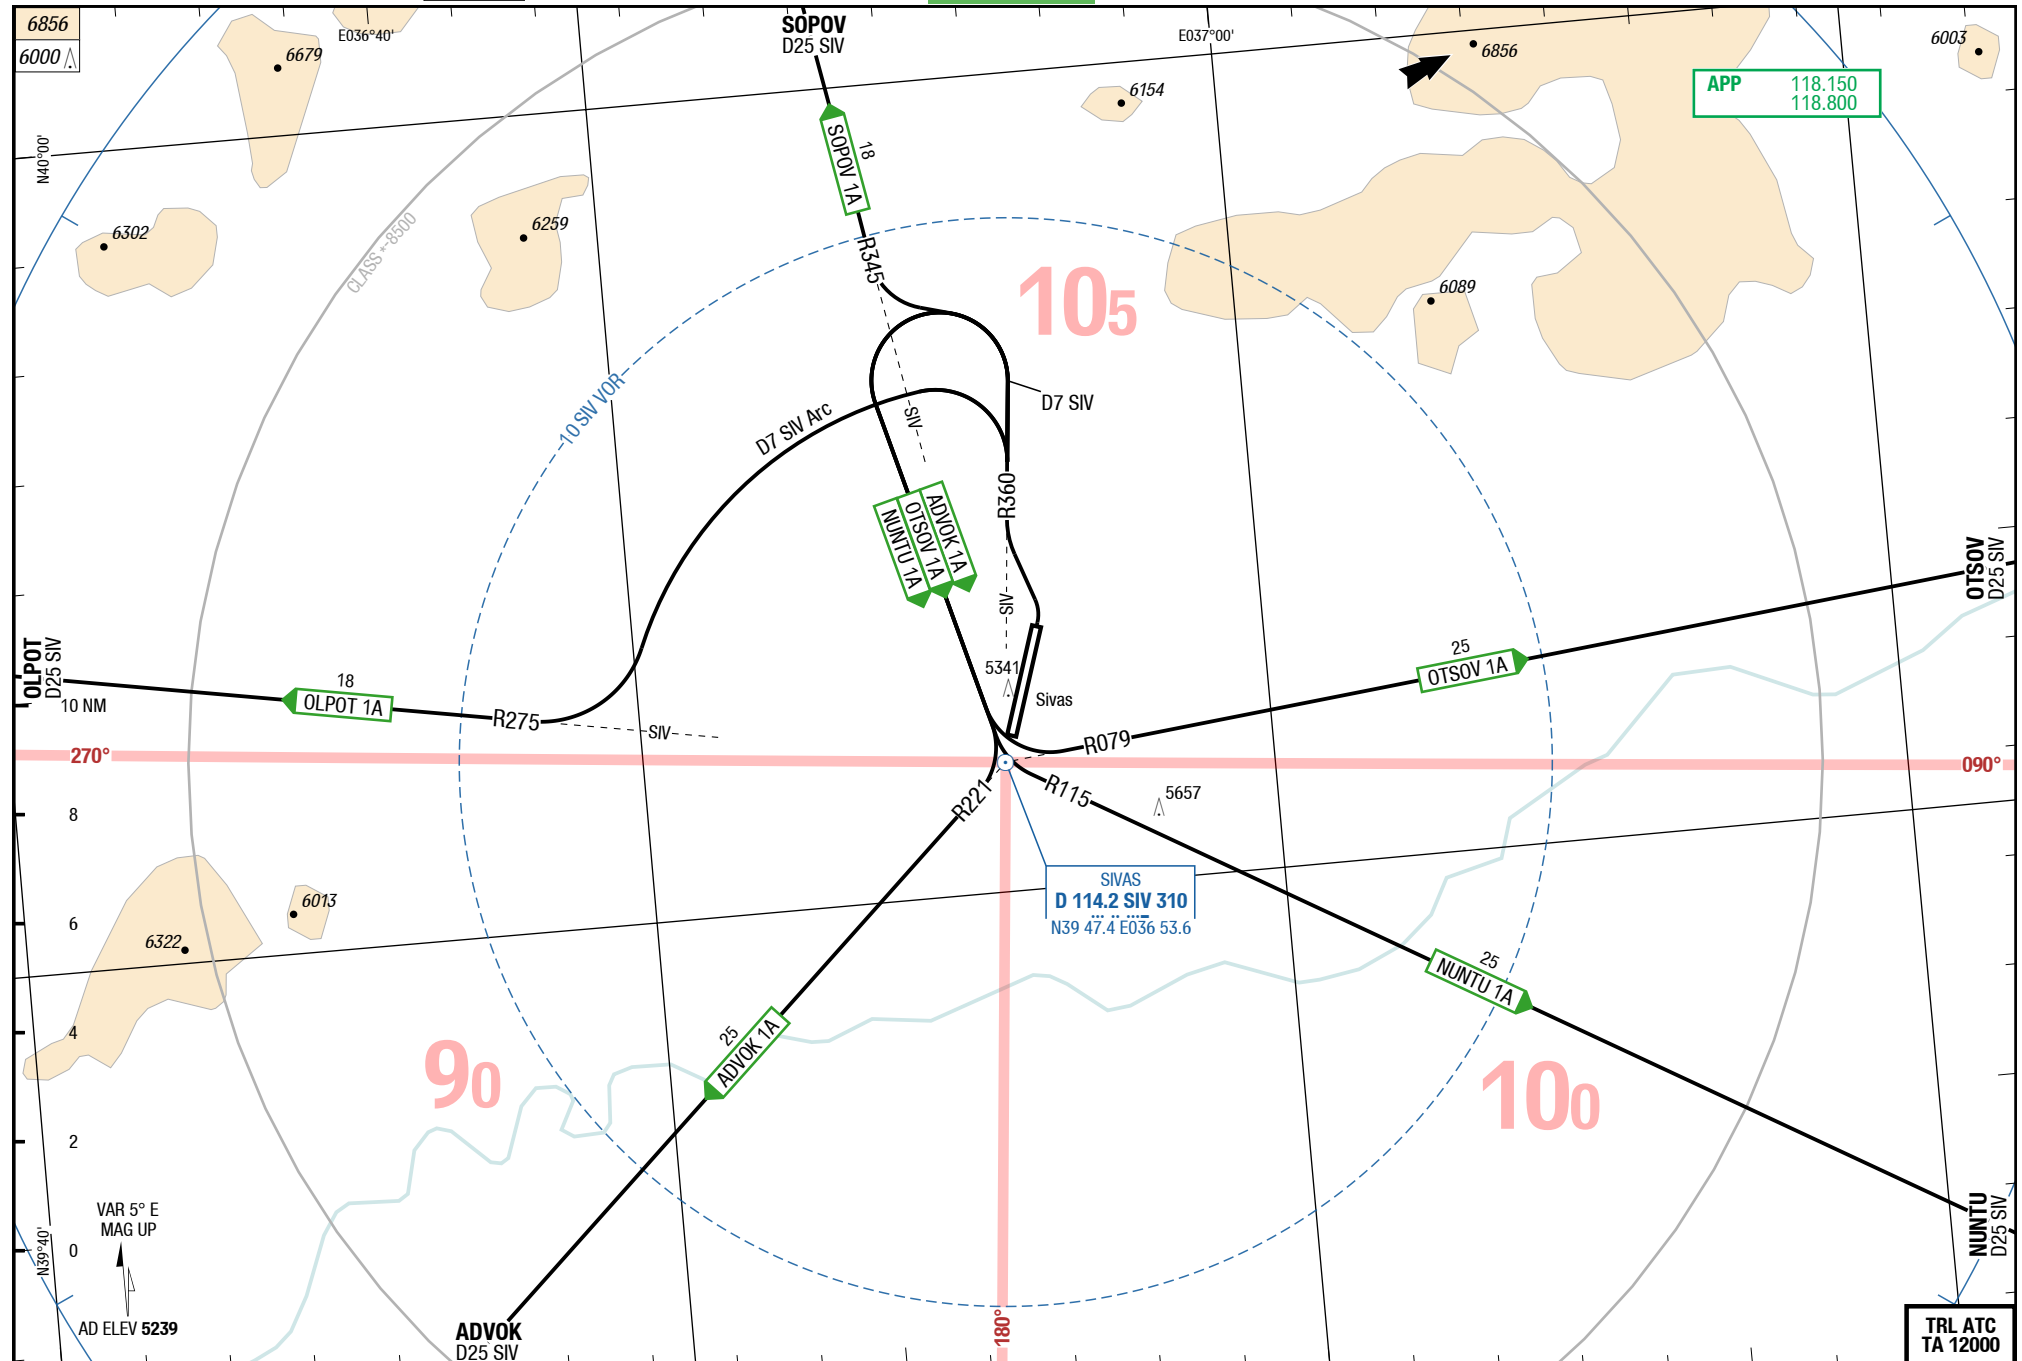 6856
6000
E036°40'
SOPOV
D25 SIV
E037°00'
6856
6003
6679
6154
APP 118.150
118.800
N40°00'
18
SOPOV 1A
6302
6259
CLASS *-8500
R345
105
6089
10 SIV VOR
D7 SIV Arc
SIV
D7 SIV
R360
ADVOK 1A
OTSOV 1A
NUNTU 1A
SIV
OTSOV
D25 SIV
OLPOT
D25 SIV
10 NM
18
OLPOT 1A
R275
SIV
5341
Sivas
25
OTSOV 1A
R079
270°
090°
R221
R115
5657
8
SIVAS
D 114.2 SIV 310
N39 47.4 E036 53.6
6013
6322
6
4
2
0
25
NUNTU 1A
25
ADVOK 1A
90
100
VAR 5° E
MAG UP
N39°40'
AD ELEV 5239
NUNTU
D25 SIV
ADVOK
D25 SIV
180°
TRL ATC
TA 12000